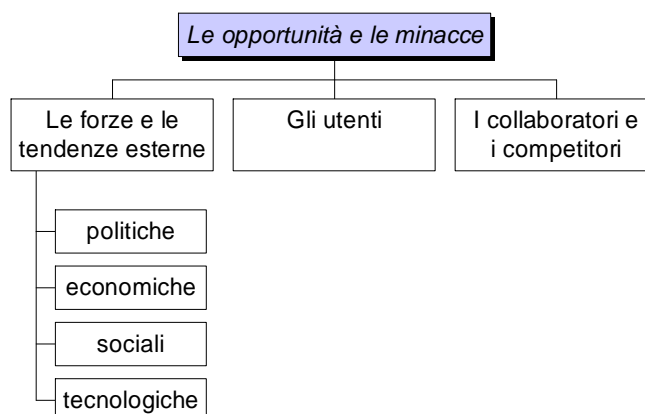 Le opportunità e le minacce
Le forze e le
tendenze esterne
Gli utenti
I collaboratori e
i competitori
politiche
economiche
sociali
tecnologiche